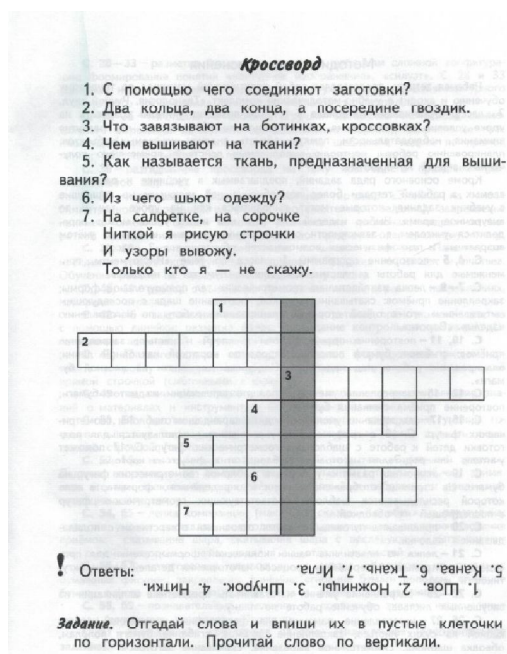 Кроссворд
1. С помощью чего соединяют заготовки?
2. Два кольца, два конца, а посередине гвоздик.
3. Что завязывают на ботинках, кроссовках?
4. Чем вышивают на ткани?
5. Как называется ткань, предназначенная для выши-
вания?
6. Из чего шьют одежду?
7. На салфетке, на сорочке
Ниткой я рисую строчки
И узоры вывожу.
Только кто я — не скажу.
1
2
3
4
5
6
7
! Ответы:
1. Шов. 2. Ножницы. 3. Шнурок. 4. Нитки.
5. Канва. 6. Ткань. 7. Игла.
Задание. Отгадай слова и впиши их в пустые клеточки
по горизонтали. Прочитай слово по вертикали.